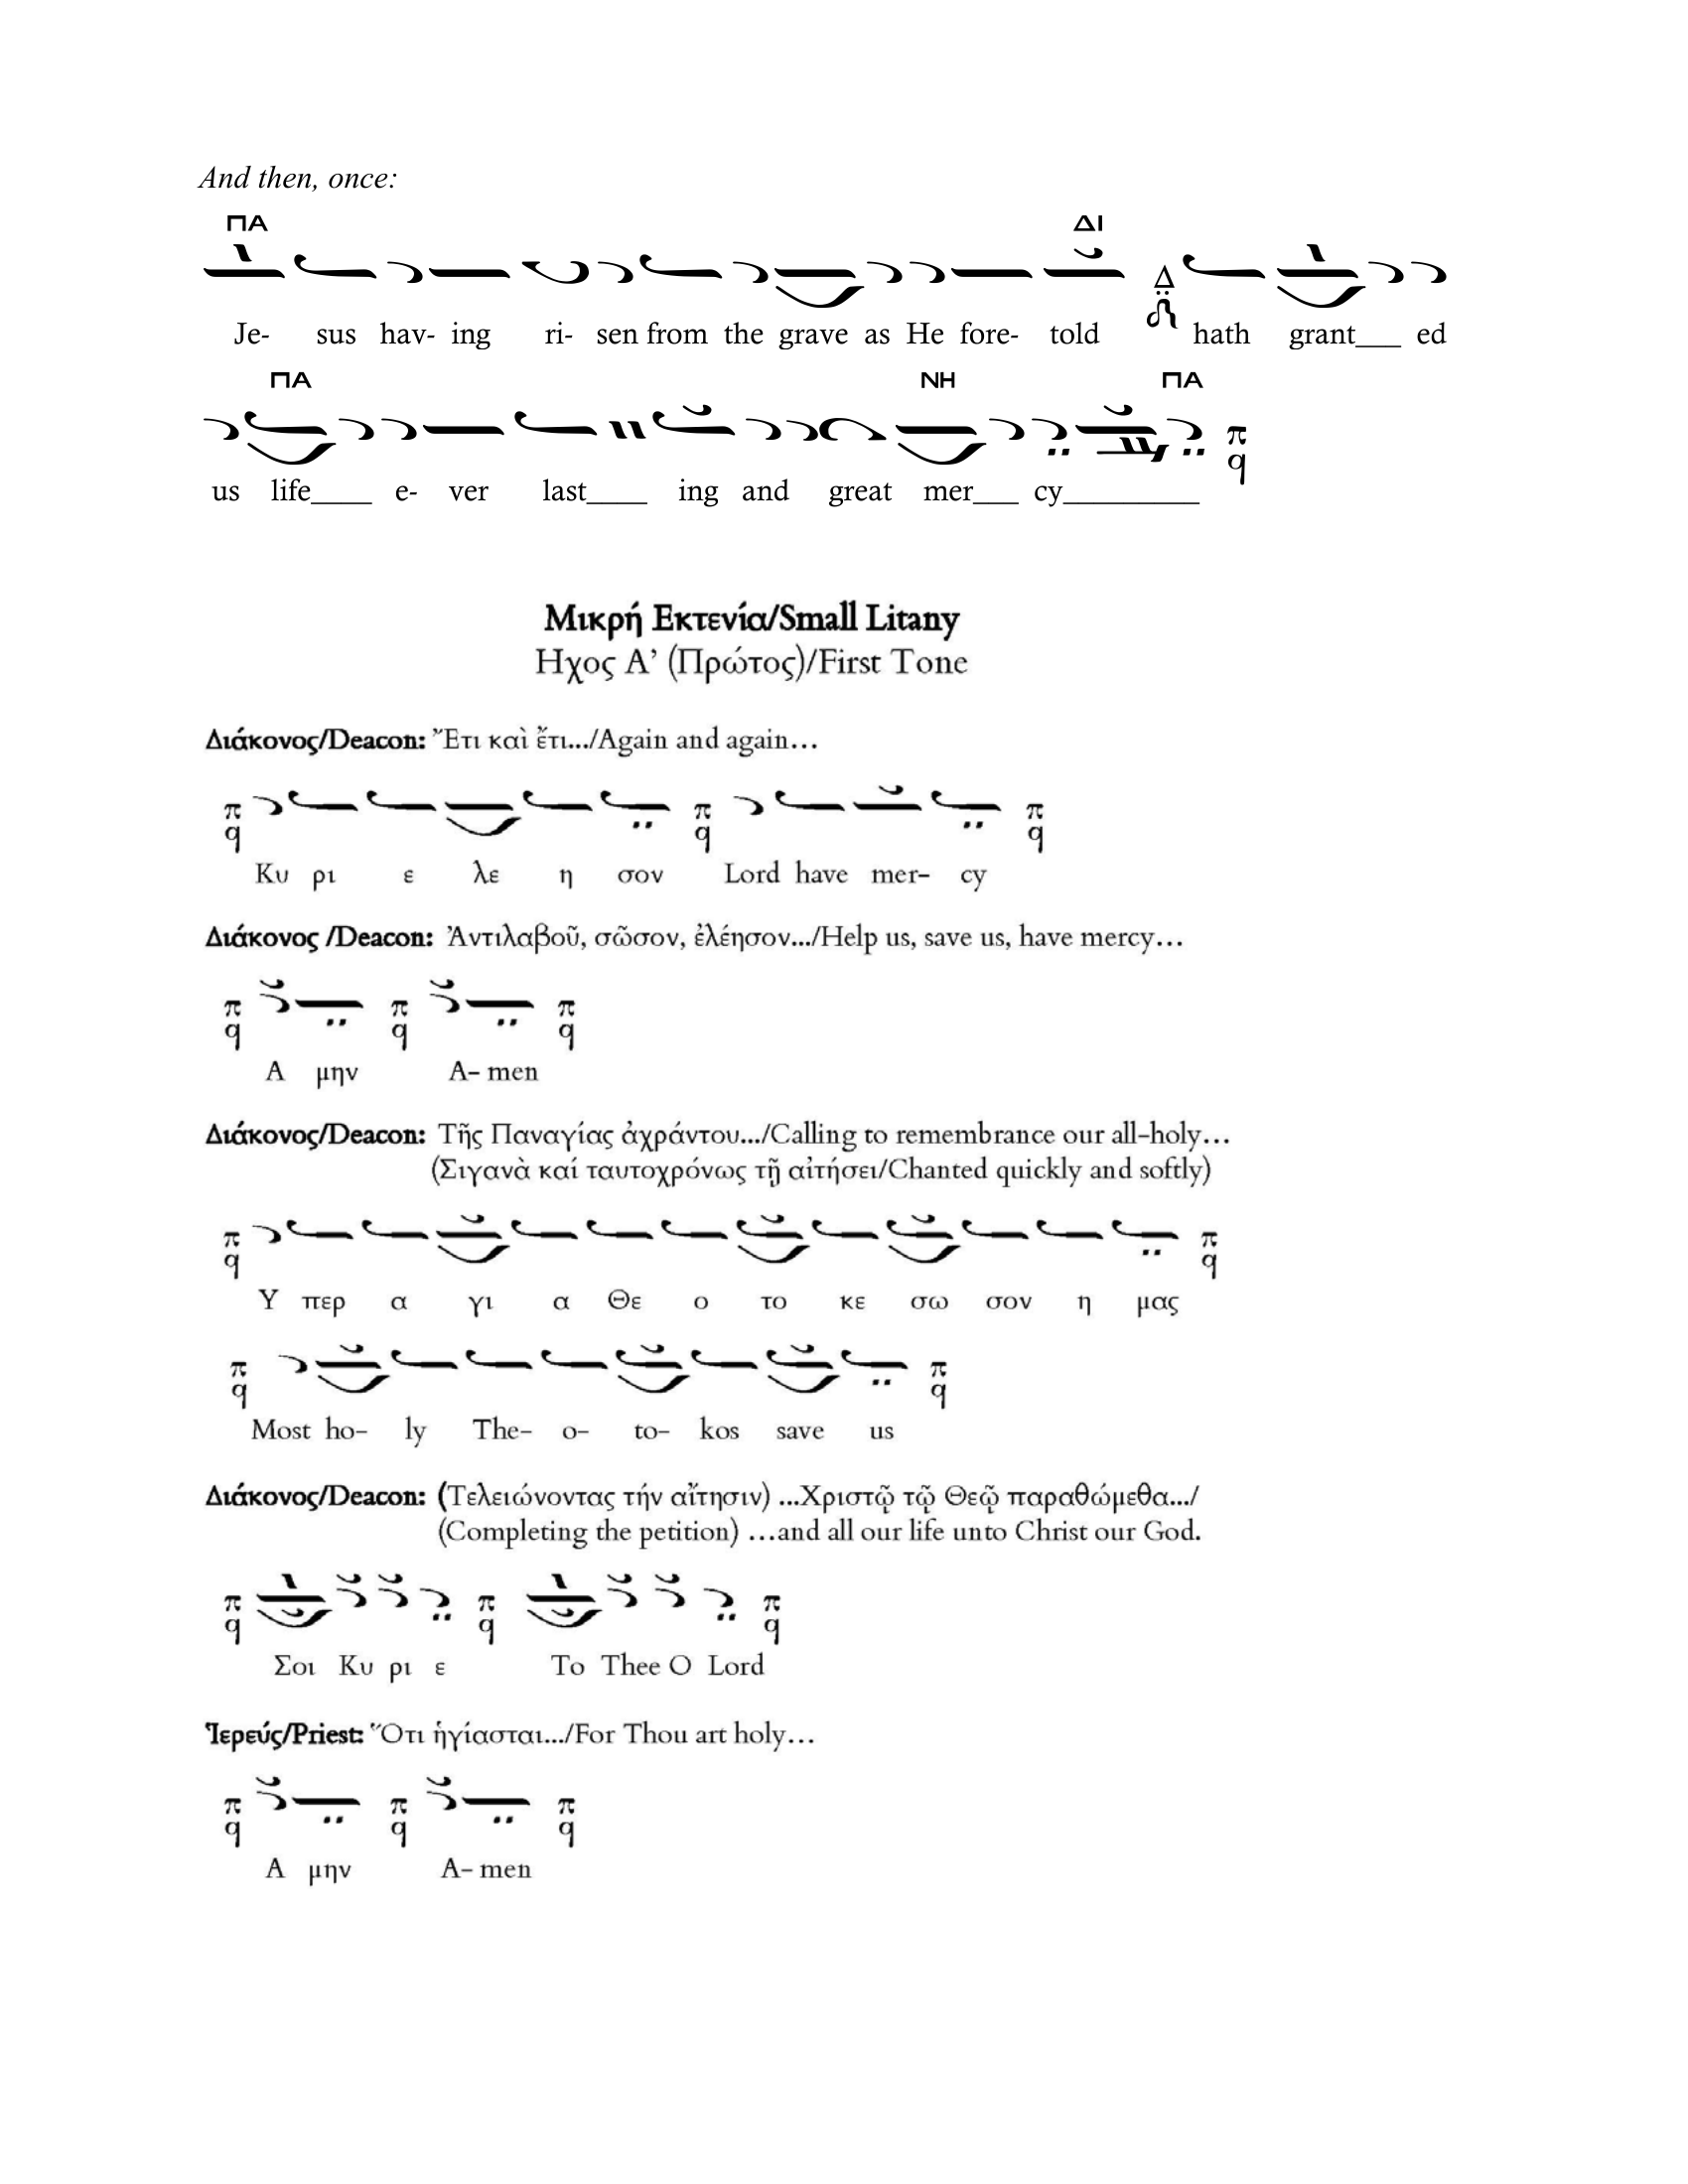 And then, once:
ΠΑ ΔΙ
Δ
Je- sus hav- ing ri- sen from the grave as He fore- told hath grant___ ed
ΠΑ ΝΗ ΠΑ
π q
us life____ e- ver last____ ing and great mer___ cy_________
Μικρή Εκτενία/Small Litany
Ηχος Α’ (Πρώτος)/First Tone
Διάκονος/Deacon: Ἔτι καὶ ἔτι.../Again and again…
π q π q π q
Κυ ρι ε λε η σον Lord have mer- cy
Διάκονος /Deacon: Ἀντιλαβοῦ, σῶσον, ἐλέησον.../Help us, save us, have mercy…
π q π q π q
Α μην A- men
Διάκονος/Deacon: Τῆς Παναγίας ἀχράντου.../Calling to remembrance our all-holy…
(Σιγανὰ καί ταυτοχρόνως τῇ αἰτήσει/Chanted quickly and softly)
π q π q
Υ περ α γι α Θε ο το κε σω σον η μας
π q π q
Most ho- ly The- o- to- kos save us
Διάκονος/Deacon: (Τελειώνοντας τήν αἴτησιν) ...Χριστῷ τῷ Θεῷ παραθώμεθα.../
(Completing the petition) …and all our life unto Christ our God.
π q π q π q
Σοι Κυ ρι ε To Thee O Lord
Ἱερεύς/Priest: Ὅτι ἡγίασται.../For Thou art holy…
π q π q π q
Α μην A- men